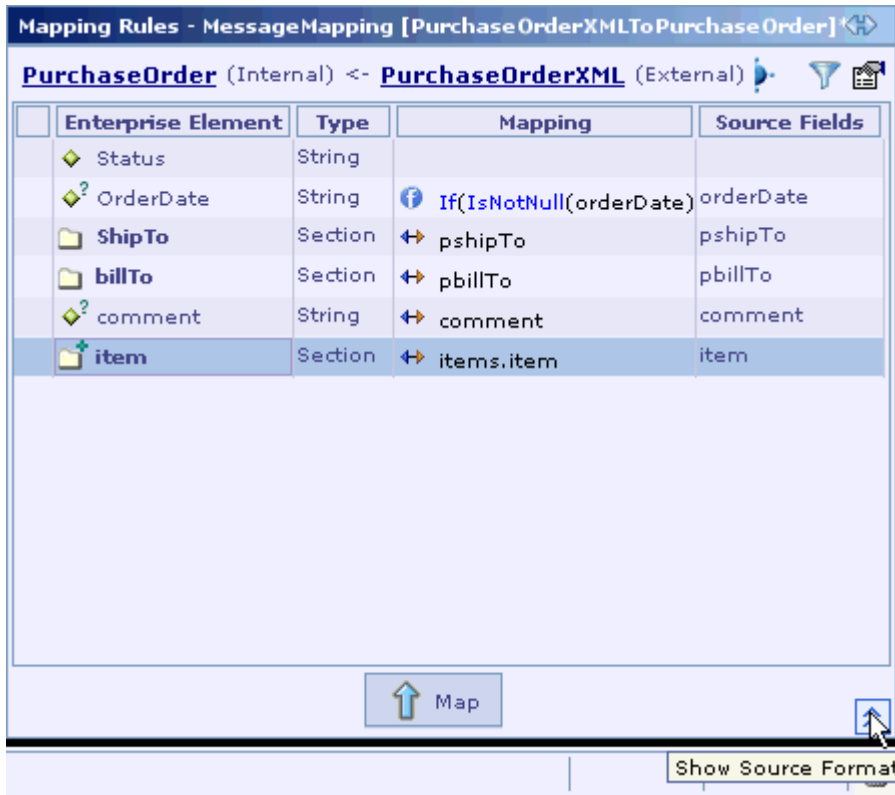 Mapping Rules - MessageMapping [PurchaseOrderXMLToPurchaseOrder]*
PurchaseOrder (Internal) <- PurchaseOrderXML (External)
Enterprise Element Type Mapping Source Fields
Status String
OrderDate String If(IsNotNull(orderDate) orderDate
ShipTo Section pshipTo pshipTo
billTo Section pbillTo pbillTo
comment String comment comment
item Section items.item item
Map
Show Source Format